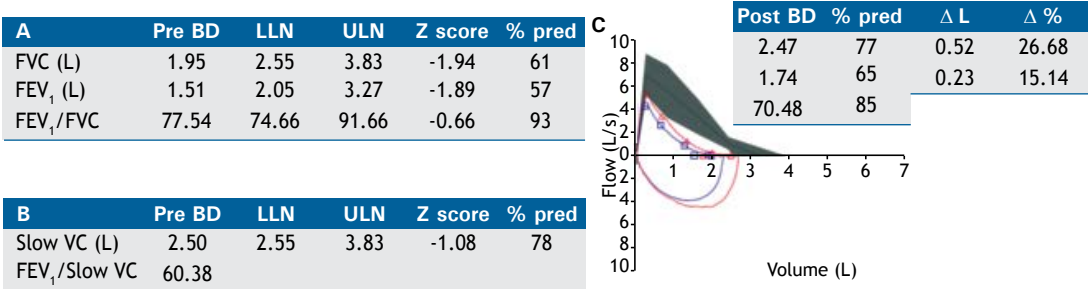 A Pre BD LLN ULN Z score % pred
FVC (L) 1.95 2.55 3.83 -1.94 61
FEV₁ (L) 1.51 2.05 3.27 -1.89 57
FEV₁/FVC 77.54 74.66 91.66 -0.66 93
B Pre BD LLN ULN Z score % pred
Slow VC (L) 2.50 2.55 3.83 -1.08 78
FEV₁/Slow VC 60.38
C
Post BD % pred Δ L Δ %
2.47 77 0.52 26.68
1.74 65 0.23 15.14
70.48 85
Flow (L/s)
10
8
6
4
2
0
2
4
6
8
10
1 2 3 4 5 6 7
Volume (L)